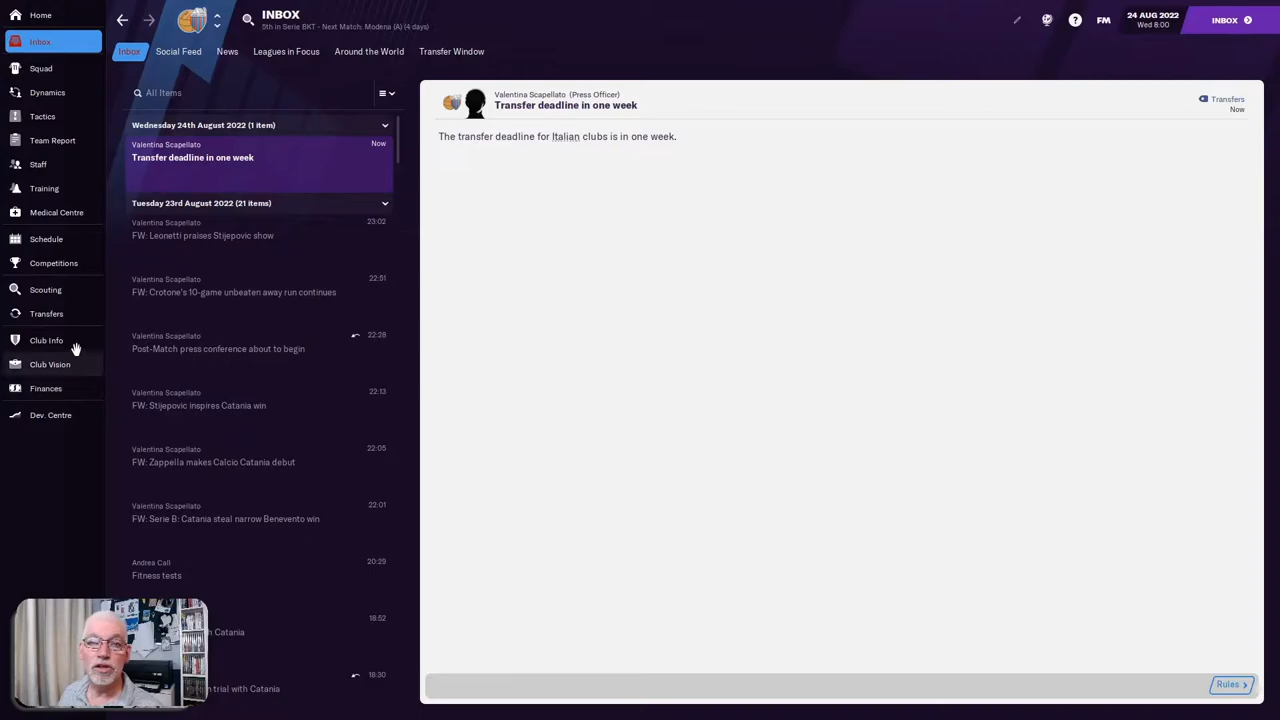 Home
INBOX
5th in Serie BKT - Next Match: Modena (A) (4 days)
FM
24 AUG 2022
Wed 8:00
INBOX
Inbox
Squad
Dynamics
Tactics
Team Report
Staff
Training
Medical Centre
Schedule
Competitions
Scouting
Transfers
Club Info
Club Vision
Finances
Dev. Centre
Inbox
Social Feed
News
Leagues in Focus
Around the World
Transfer Window
All Items
Wednesday 24th August 2022 (1 item)
Valentina Scapellato
Now
Transfer deadline in one week
Tuesday 23rd August 2022 (21 items)
Valentina Scapellato
23:02
FW: Leonetti praises Stijepovic show
Valentina Scapellato
22:51
FW: Crotone's 10-game unbeaten away run continues
Valentina Scapellato
22:28
Post-Match press conference about to begin
Valentina Scapellato
22:13
FW: Stijepovic inspires Catania win
Valentina Scapellato
22:05
FW: Zappella makes Calcio Catania debut
Valentina Scapellato
22:01
FW: Serie B: Catania steal narrow Benevento win
Andrea Calì
20:29
Fitness tests
18:52
Catania
18:30
trial with Catania
Valentina Scapellato (Press Officer)
Transfer deadline in one week
Transfers
Now
The transfer deadline for Italian clubs is in one week.
Rules